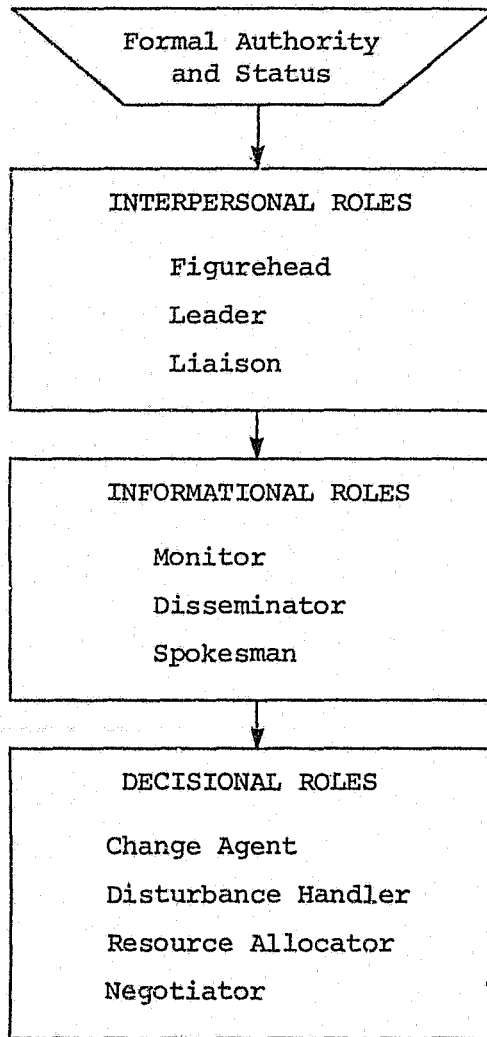 Formal Authority
and Status
INTERPERSONAL ROLES
Figurehead
Leader
Liaison
INFORMATIONAL ROLES
Monitor
Disseminator
Spokesman
DECISIONAL ROLES
Change Agent
Disturbance Handler
Resource Allocator
Negotiator